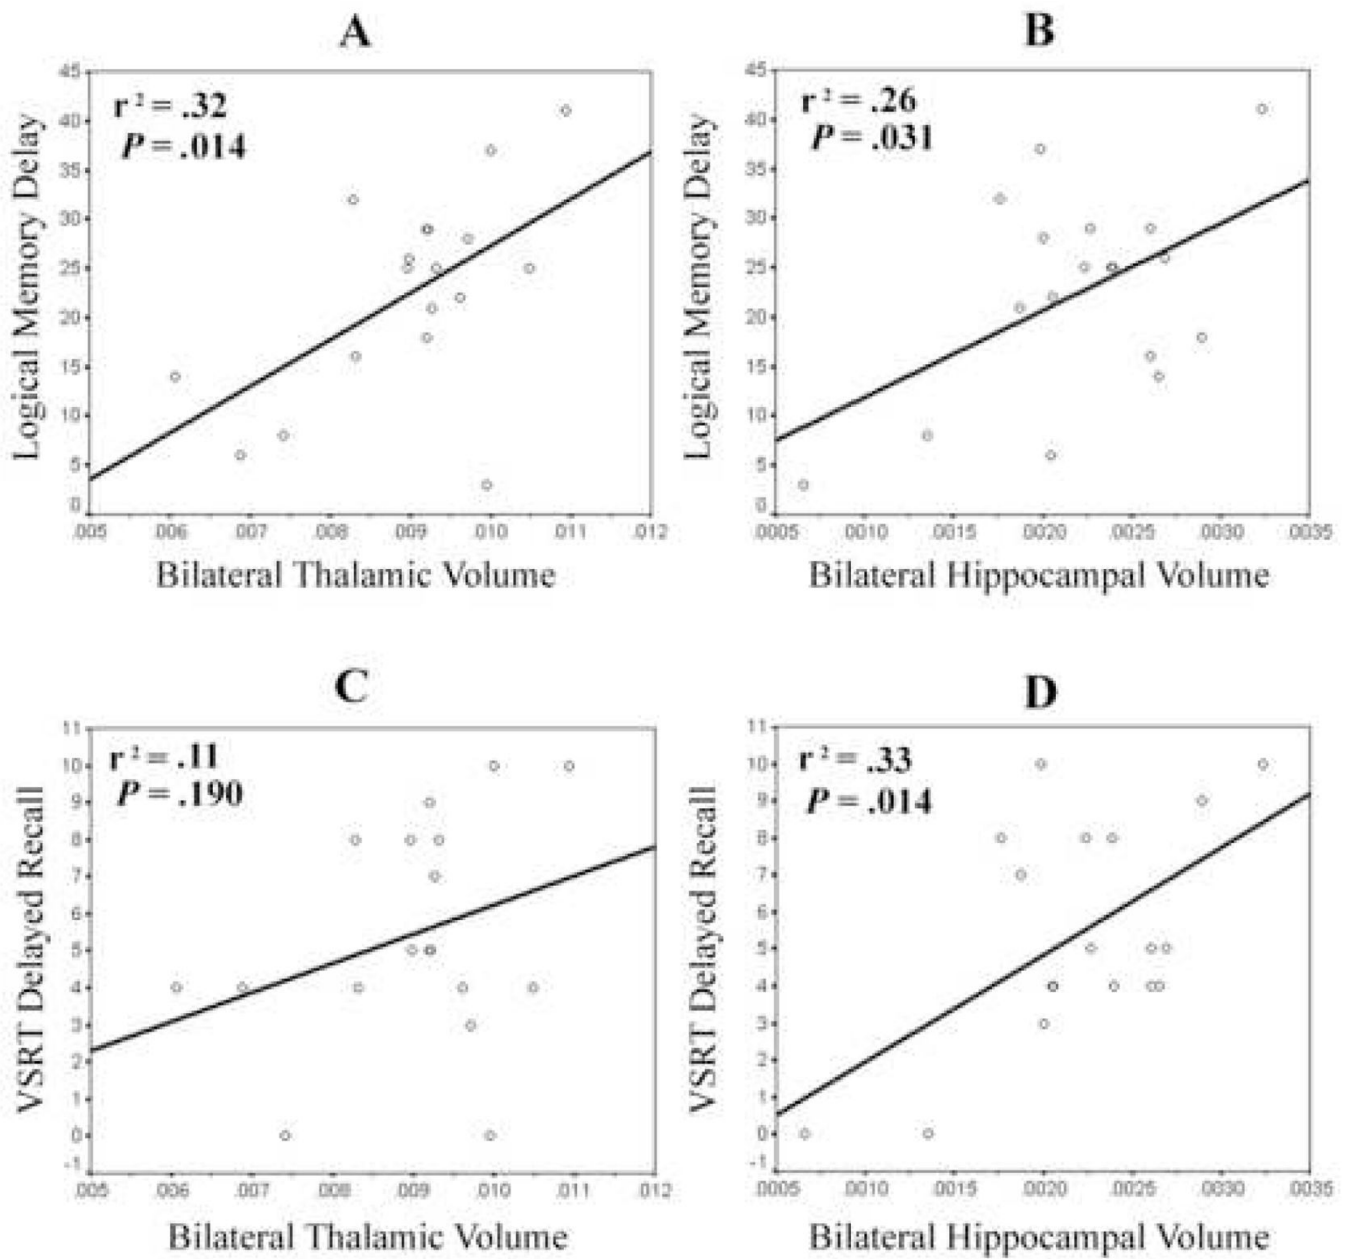 A
r² = .32
P = .014
Logical Memory Delay
45
40
35
30
25
20
15
10
5
0
.005 .006 .007 .008 .009 .010 .011 .012
Bilateral Thalamic Volume
B
r² = .26
P = .031
Logical Memory Delay
45
40
35
30
25
20
15
10
5
0
.0005 .0010 .0015 .0020 .0025 .0030 .0035
Bilateral Hippocampal Volume
C
r² = .11
P = .190
VSRT Delayed Recall
11
10
9
8
7
6
5
4
3
2
1
0
-1
.005 .006 .007 .008 .009 .010 .011 .012
Bilateral Thalamic Volume
D
r² = .33
P = .014
VSRT Delayed Recall
11
10
9
8
7
6
5
4
3
2
1
0
-1
.0005 .0010 .0015 .0020 .0025 .0030 .0035
Bilateral Hippocampal Volume